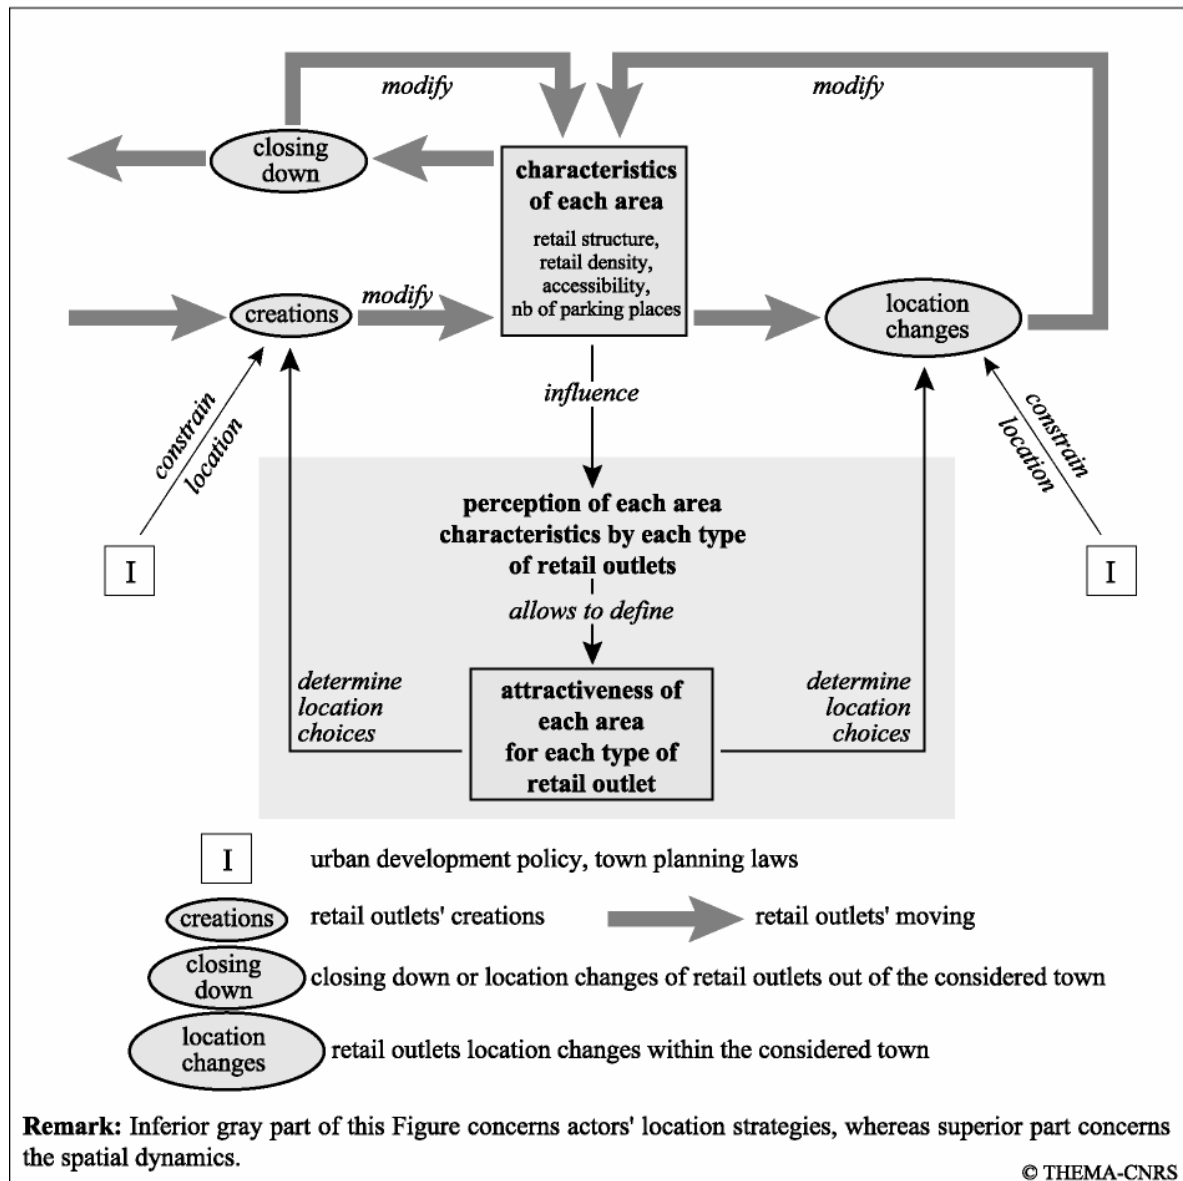 modify
modify
closing
down
characteristics
of each area
retail structure,
retail density,
accessibility,
nb of parking places
creations
modify
location
changes
influence
constrain
location
constrain
location
perception of each area
characteristics by each type
of retail outlets
I
I
allows to define
determine
location
choices
attractiveness of
each area
for each type of
retail outlet
determine
location
choices
I urban development policy, town planning laws
creations retail outlets' creations retail outlets' moving
closing
down
closing down or location changes of retail outlets out of the considered town
location
changes
retail outlets location changes within the considered town
Remark: Inferior gray part of this Figure concerns actors' location strategies, whereas superior part concerns
the spatial dynamics.
© THEMA-CNRS